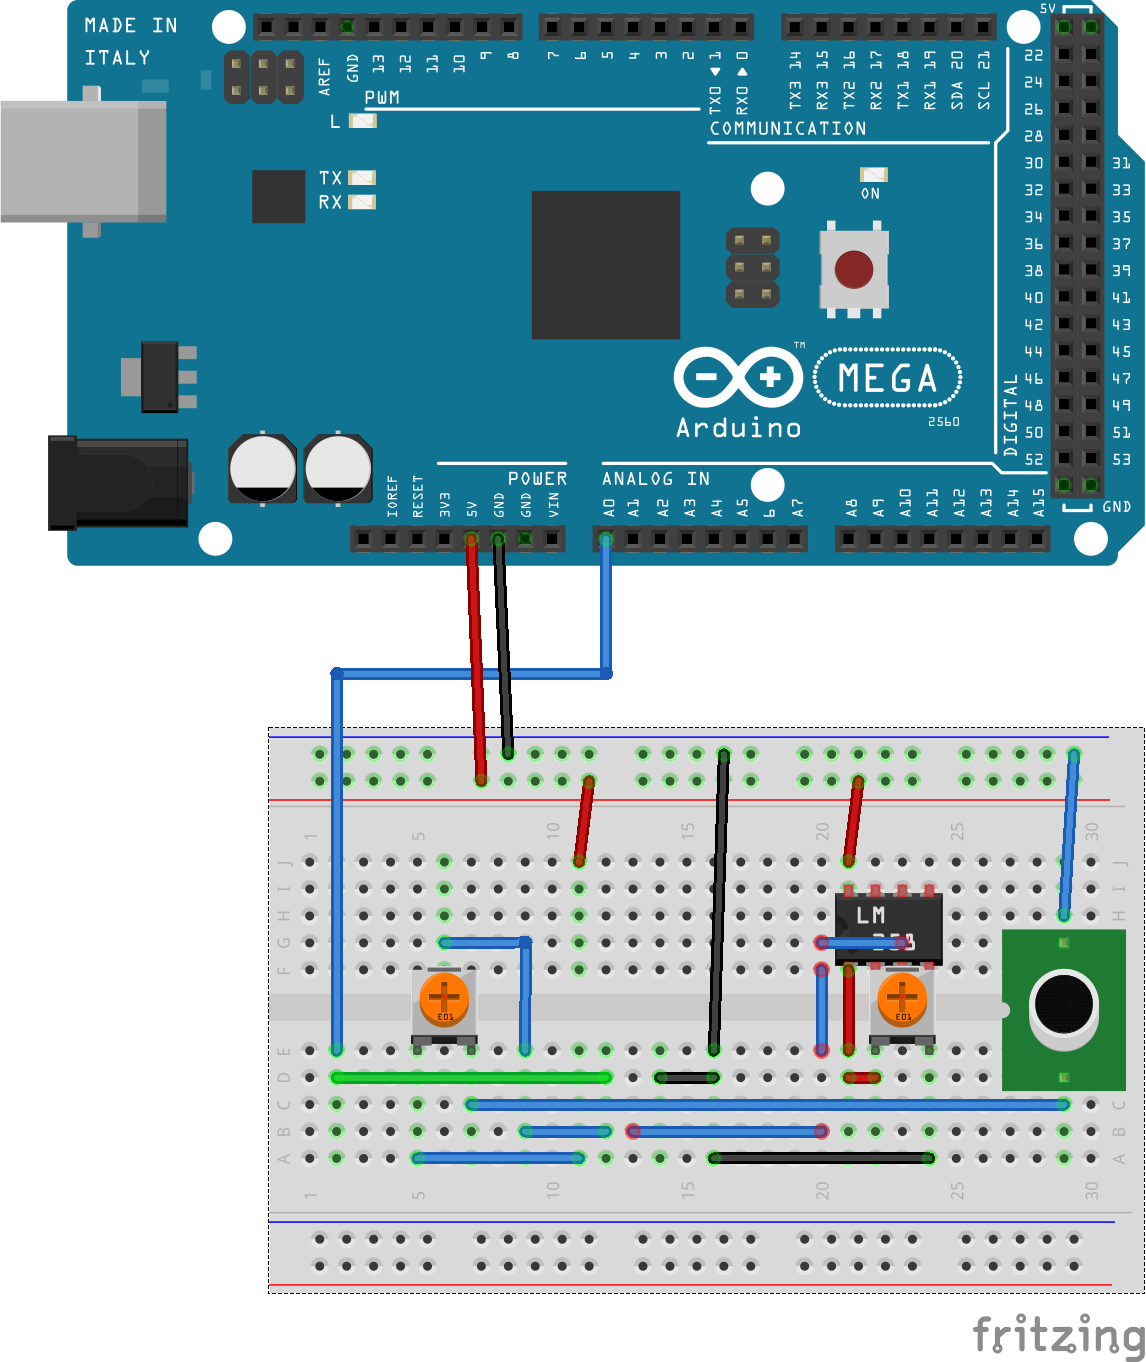 MADE IN
ITALY
5V
AREF GND 13 12 11 10 9 8 7 6 5 4 3 2 TX0 1 RX0 0 TX3 14 RX3 15 TX2 16 RX2 17 TX1 18 RX1 19 SDA 20 SCL 21
PWM
COMMUNICATION
L
TX
RX
ON
22
24
26
28
30 31
32 33
34 35
36 37
38 39
40 41
42 43
44 45
46 47
48 49
50 51
52 53
DIGITAL
GND
TM
MEGA
Arduino
2560
POWER
ANALOG IN
IOREF RESET 3V3 5V GND GND VIN A0 A1 A2 A3 A4 A5 6 A7 A8 A9 A10 A11 A12 A13 A14 A15
1 5 10 15 20 25 30
J J
I I
H H
LM
G G
F F
E01 E01
E
D
C C
B B
A A
1 5 10 15 20 25 30
fritzing